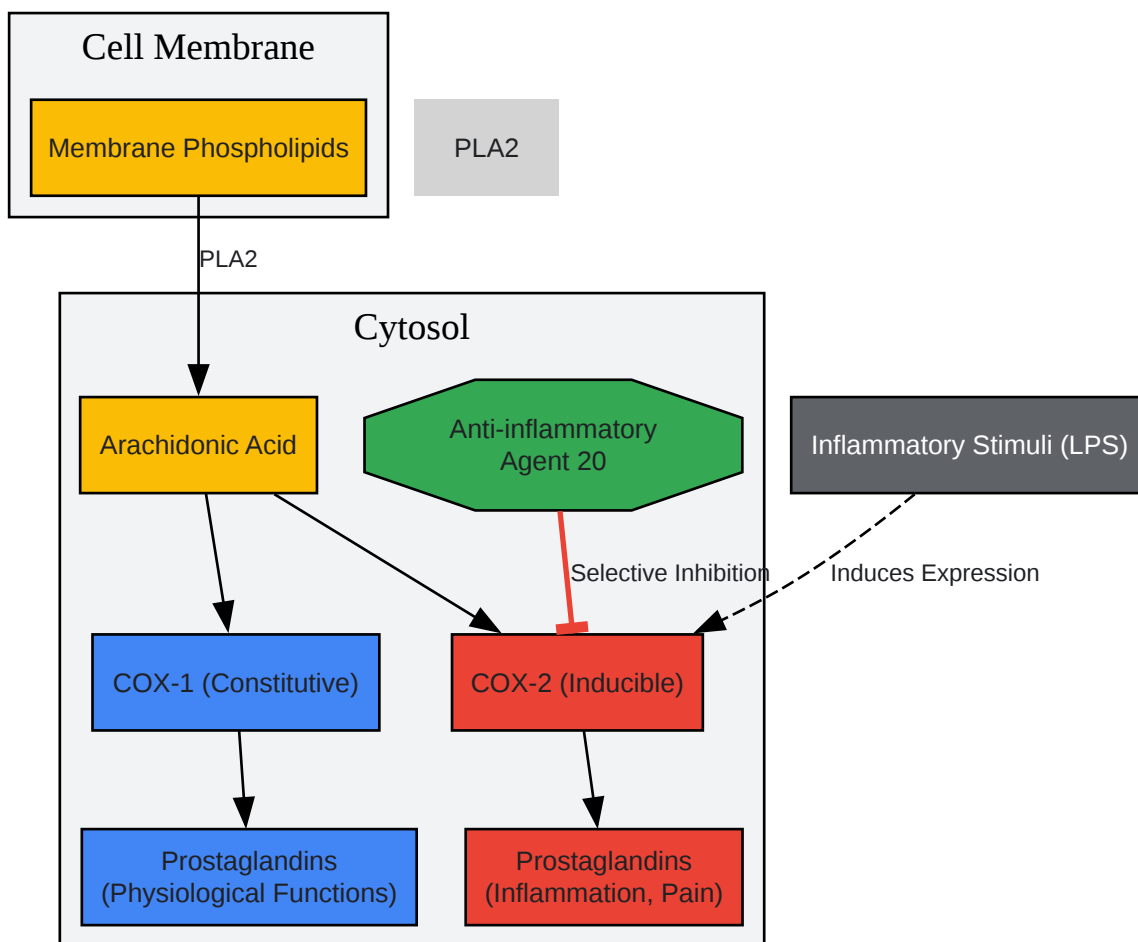 Cell Membrane
Membrane Phospholipids
PLA2
PLA2
Cytosol
Arachidonic Acid
Anti-inflammatory
Agent 20
Inflammatory Stimuli (LPS)
Selective Inhibition
Induces Expression
COX-1 (Constitutive)
COX-2 (Inducible)
Prostaglandins
(Physiological Functions)
Prostaglandins
(Inflammation, Pain)